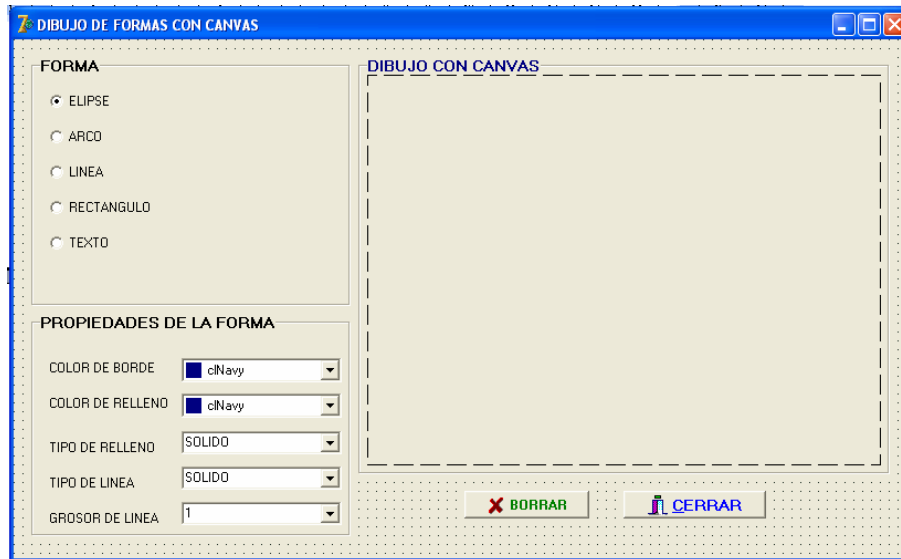 DIBUJO DE FORMAS CON CANVAS
FORMA
ELIPSE
ARCO
LINEA
RECTANGULO
TEXTO
PROPIEDADES DE LA FORMA
COLOR DE BORDE clNavy
COLOR DE RELLENO clNavy
TIPO DE RELLENO SOLIDO
TIPO DE LINEA SOLIDO
GROSOR DE LINEA 1
DIBUJO CON CANVAS
BORRAR
CERRAR